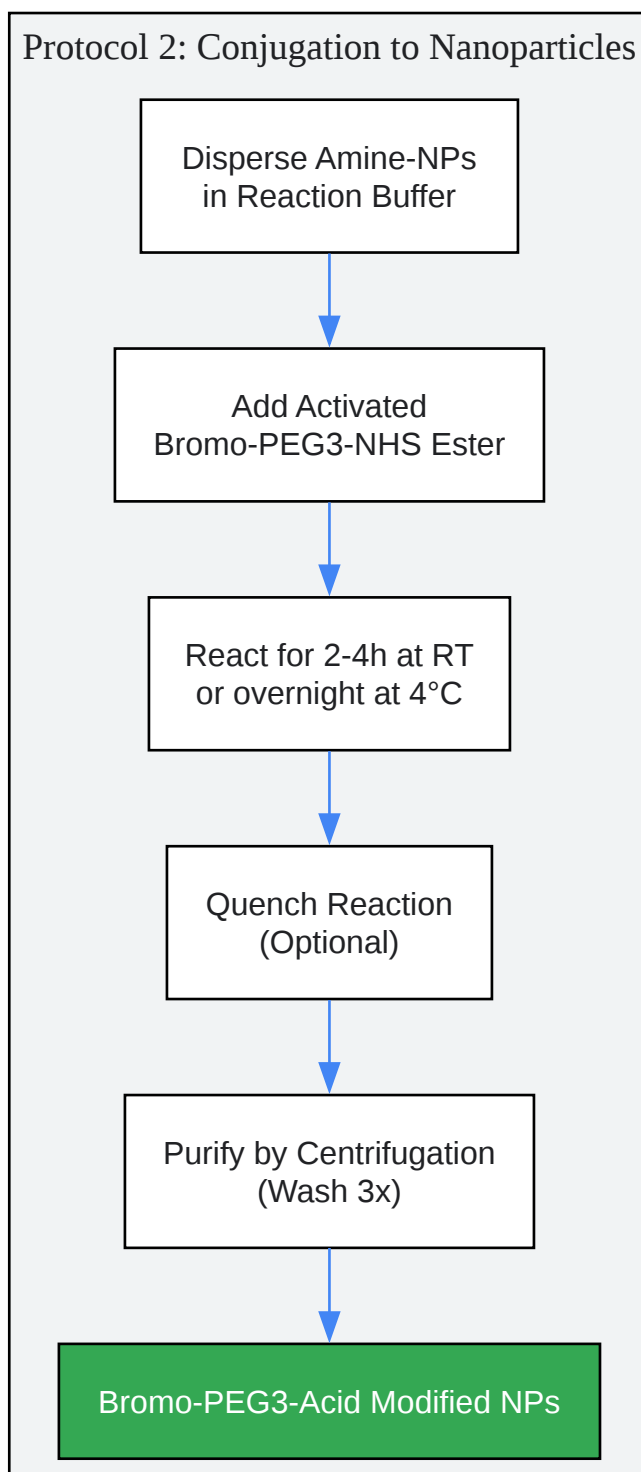 Protocol 2: Conjugation to Nanoparticles
Disperse Amine-NPs
in Reaction Buffer
Add Activated
Bromo-PEG3-NHS Ester
React for 2-4h at RT
or overnight at 4°C
Quench Reaction
(Optional)
Purify by Centrifugation
(Wash 3x)
Bromo-PEG3-Acid Modified NPs